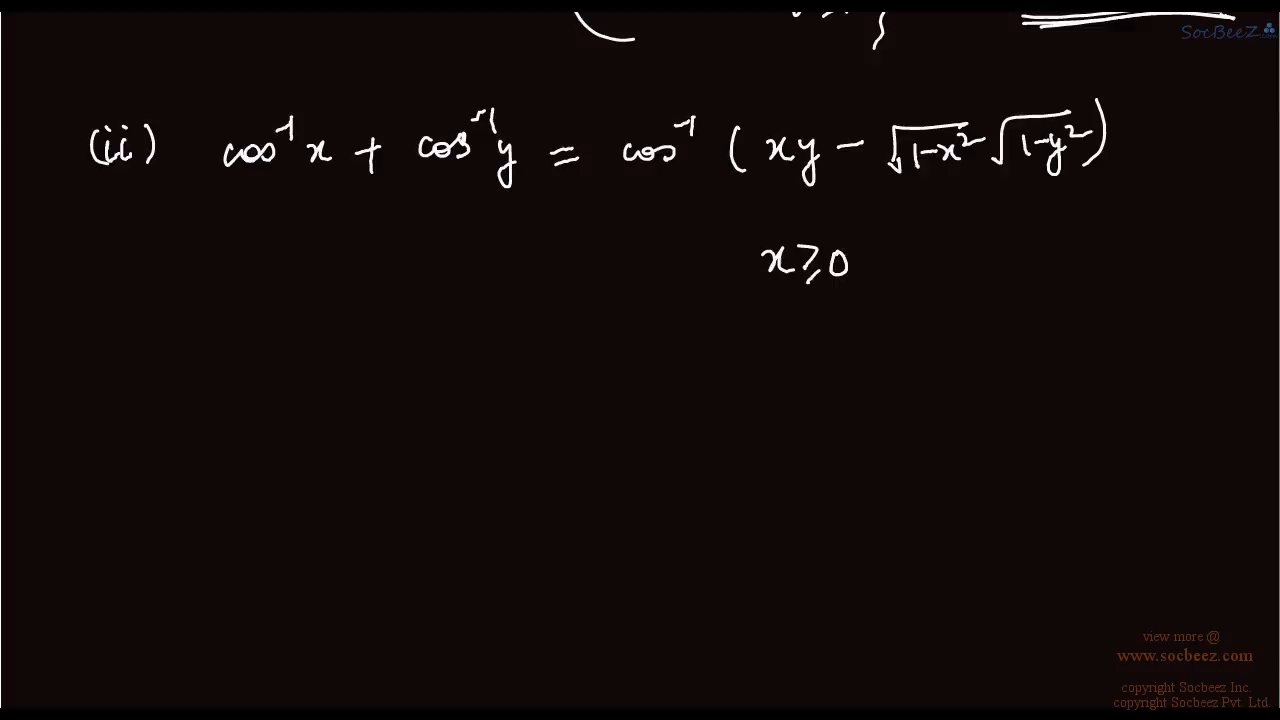 SocBeeZ
(ii) cos⁻¹x + cos⁻¹y = cos⁻¹ (xy − √1−x² √1−y²)
x ≥ 0
view more @
www.socbeez.com
copyright Socbeez Inc.
copyright Socbeez Pvt. Ltd.